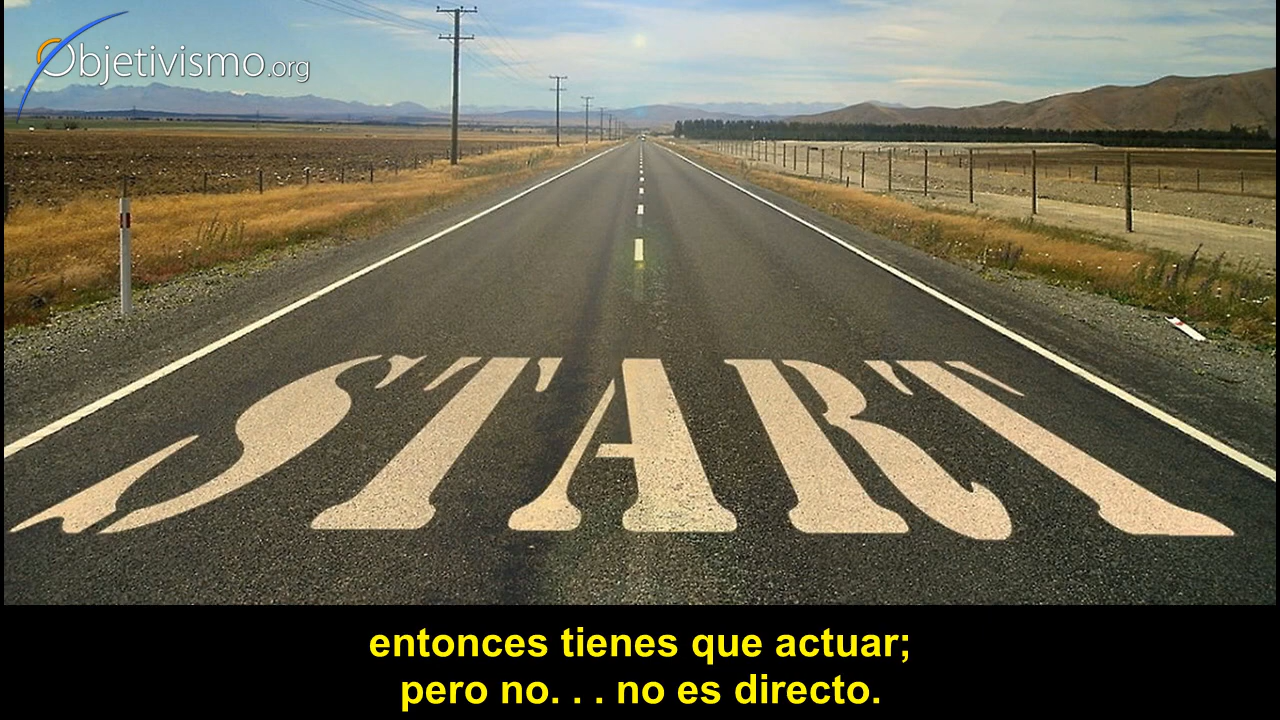 Objetivismo.org
START
entonces tienes que actuar;
pero no. . . no es directo.